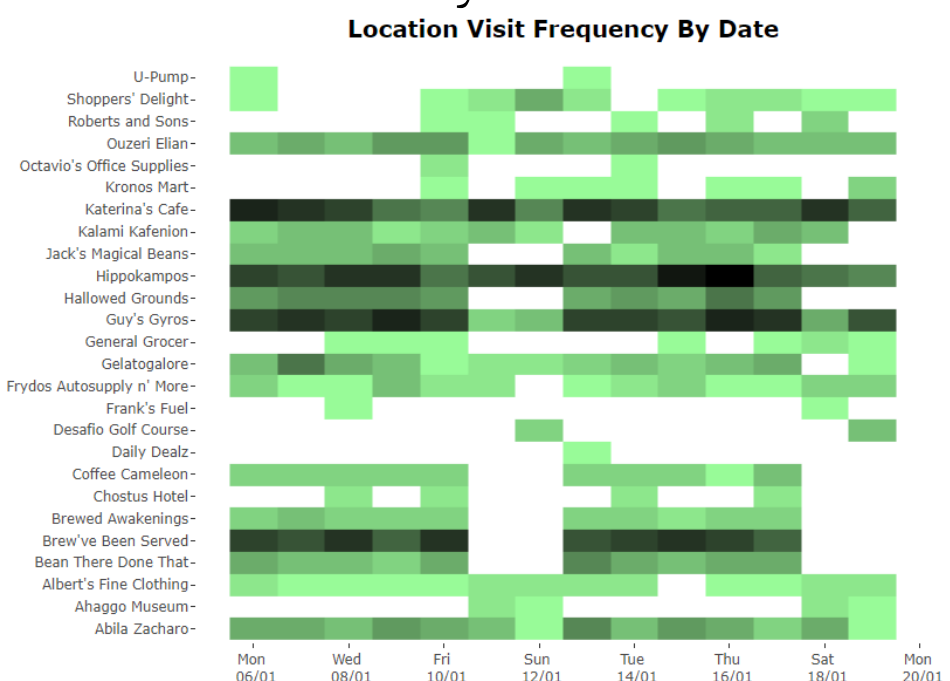 Location Visit Frequency By Date
U-Pump
Shoppers' Delight
Roberts and Sons
Ouzeri Elian
Octavio's Office Supplies
Kronos Mart
Katerina's Cafe
Kalami Kafenion
Jack's Magical Beans
Hippokampos
Hallowed Grounds
Guy's Gyros
General Grocer
Gelatogalore
Frydos Autosupply n' More
Frank's Fuel
Desafio Golf Course
Daily Dealz
Coffee Cameleon
Chostus Hotel
Brewed Awakenings
Brew've Been Served
Bean There Done That
Albert's Fine Clothing
Ahaggo Museum
Abila Zacharo
Mon Wed Fri Sun Tue Thu Sat Mon
06/01 08/01 10/01 12/01 14/01 16/01 18/01 20/01